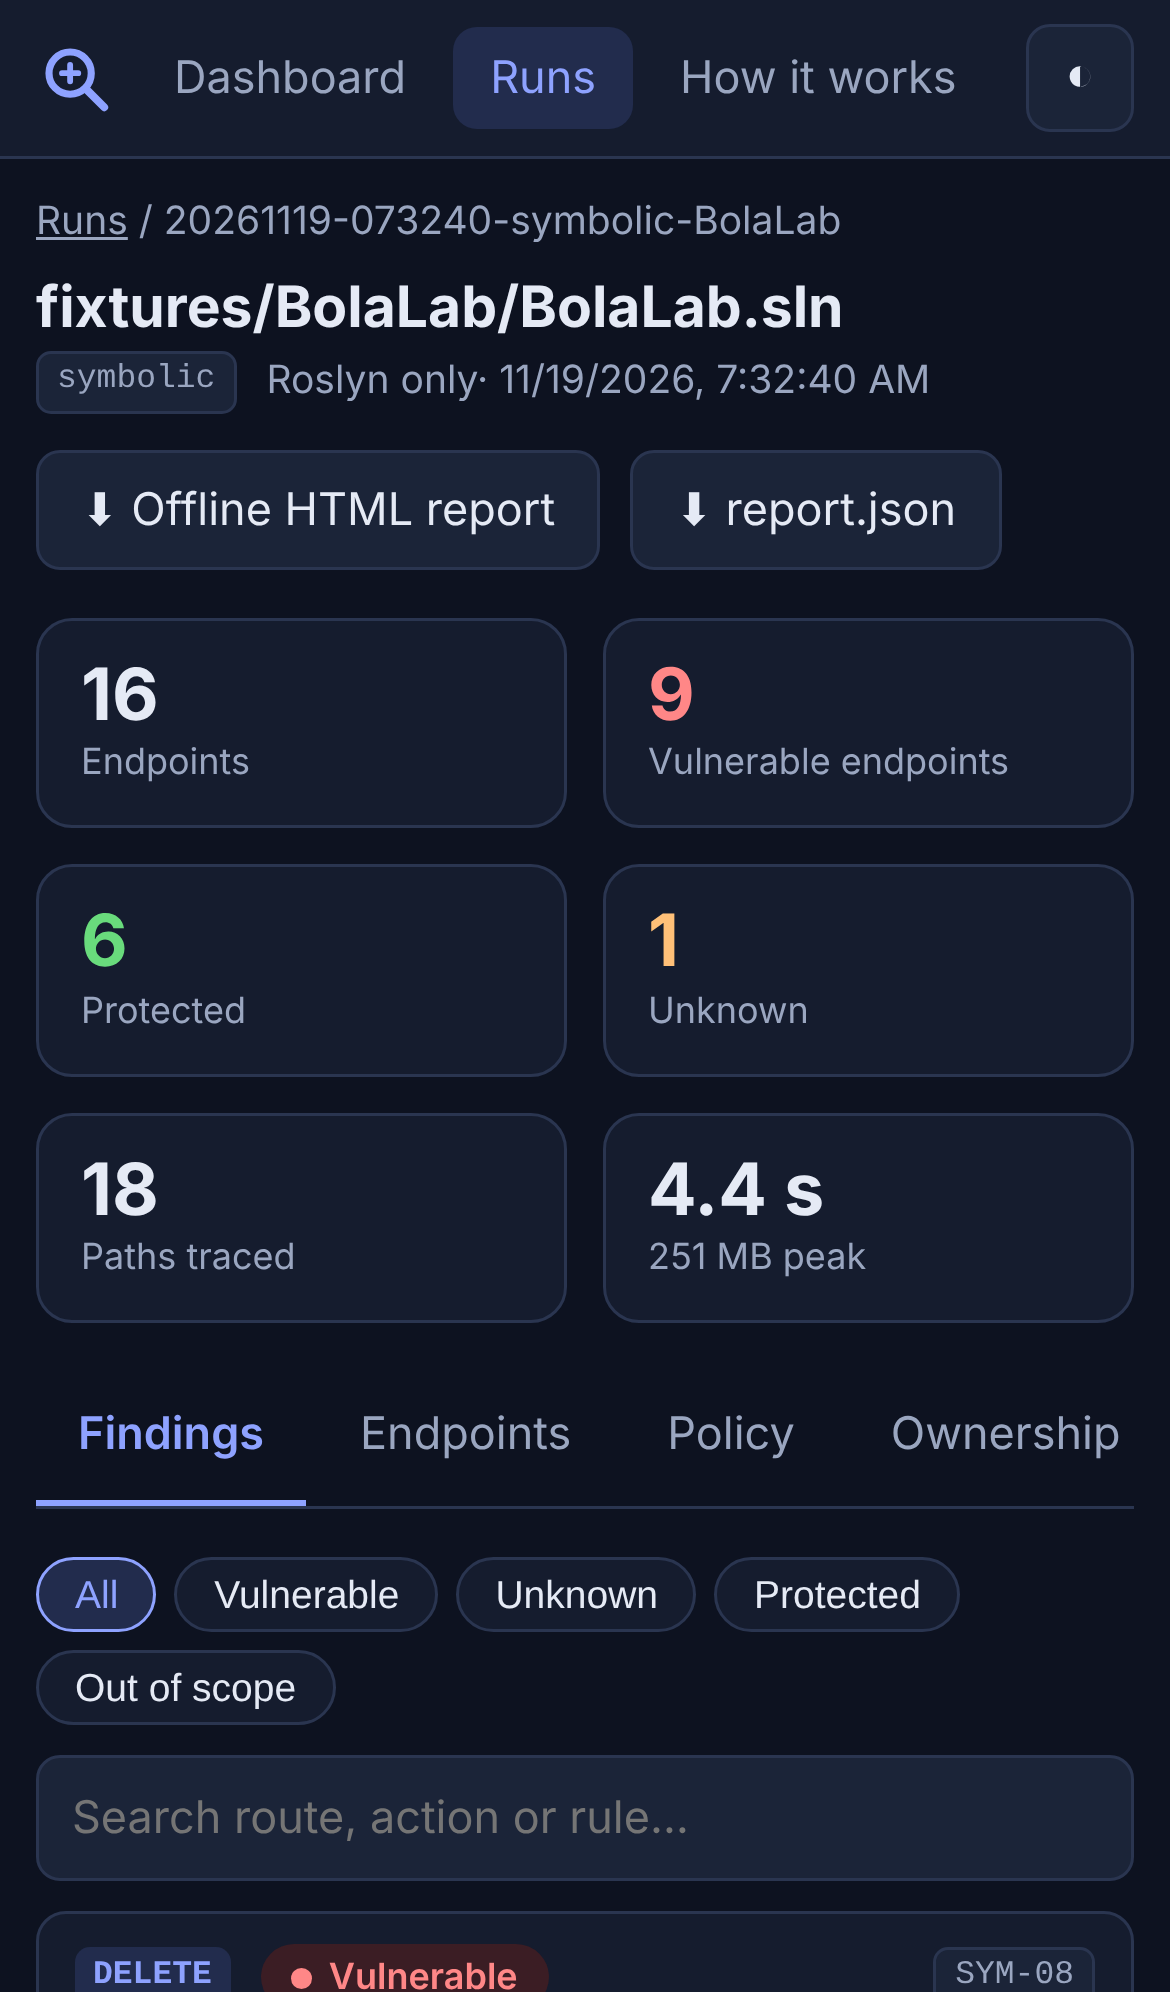 Dashboard Runs How it works
Runs / 20261119-073240-symbolic-BolaLab
fixtures/BolaLab/BolaLab.sln
symbolic Roslyn only· 11/19/2026, 7:32:40 AM
⬇ Offline HTML report ⬇ report.json
16
Endpoints
9
Vulnerable endpoints
6
Protected
1
Unknown
18
Paths traced
4.4 s
251 MB peak
Findings Endpoints Policy Ownership
All Vulnerable Unknown Protected
Out of scope
Search route, action or rule...
DELETE Vulnerable SYM-08